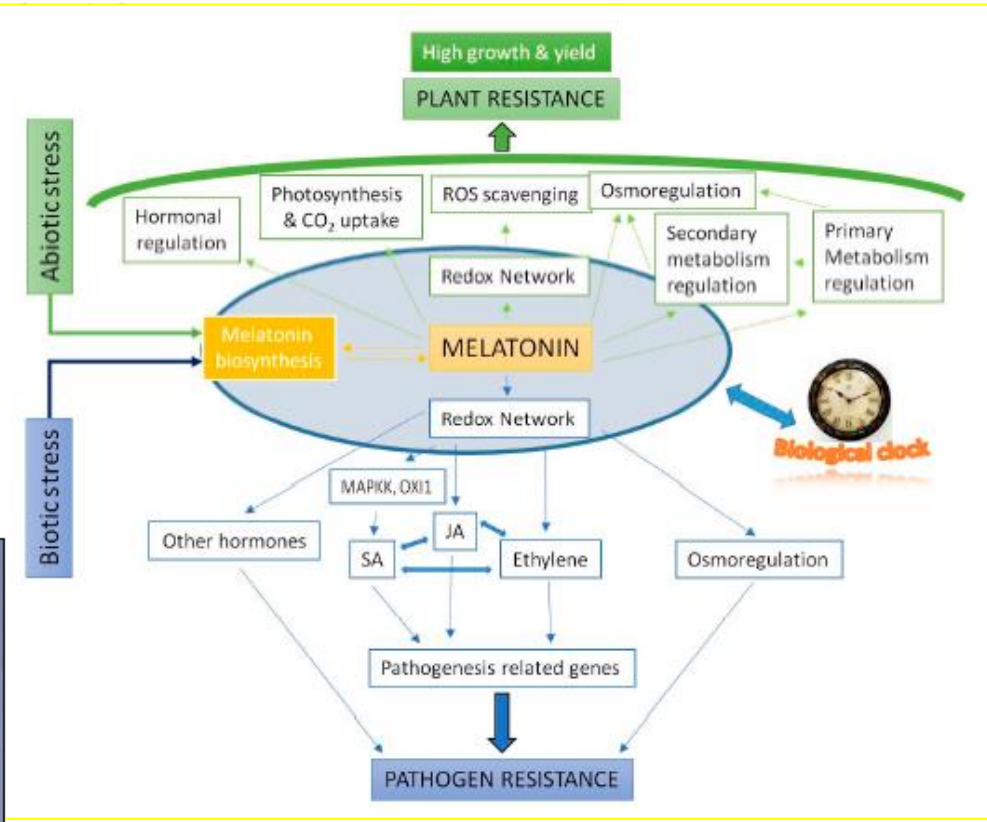 High growth & yield
PLANT RESISTANCE
Abiotic stress
Hormonal
regulation
Photosynthesis
& CO₂ uptake
ROS scavenging
Osmoregulation
Secondary
metabolism
regulation
Primary
Metabolism
regulation
Redox Network
Melatonin
biosynthesis
MELATONIN
Redox Network
Biological clock
Biotic stress
MAPKK, OXI1
Other hormones
SA
JA
Ethylene
Osmoregulation
Pathogenesis related genes
PATHOGEN RESISTANCE